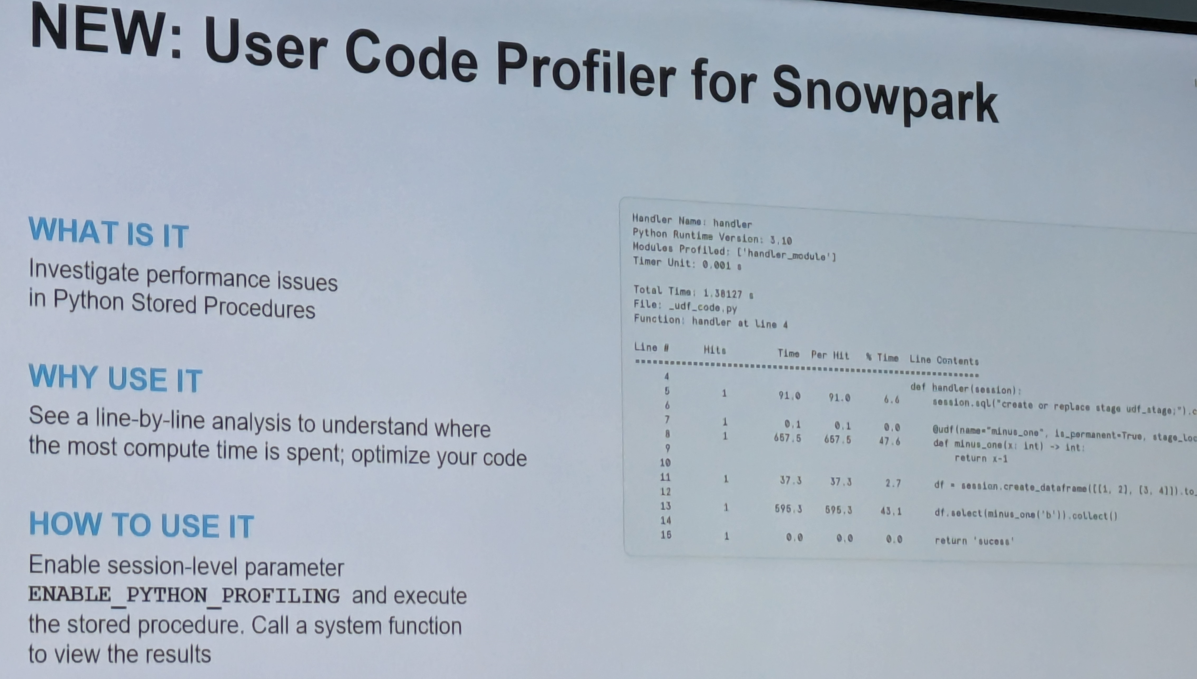 NEW: User Code Profiler for Snowpark
WHAT IS IT
Investigate performance issues
in Python Stored Procedures
WHY USE IT
See a line-by-line analysis to understand where
the most compute time is spent; optimize your code
HOW TO USE IT
Enable session-level parameter
ENABLE_PYTHON_PROFILING and execute
the stored procedure. Call a system function
to view the results
Handler Name: handler
Python Runtime Version: 3.10
Modules Profiled: ['handler_module']
Timer Unit: 0.001 s
Total Time: 1.38127 s
File: _udf_code.py
Function: handler at Line 4
Line # Hits Time Per Hit % Time Line Contents
4 def handler(session):
5 1 91.0 91.0 6.6 session.sql("create or replace stage udf_stage;").c
6
7 1 0.1 0.1 0.0 @udf(name="minus_one", is_permanent=True, stage_loc
8 1 657.5 657.5 47.6 def minus_one(x: int) -> int:
9 return x-1
10
11 1 37.3 37.3 2.7 df = session.create_dataframe([[1, 2], [3, 4]]).to_
12
13 1 595.3 595.3 43.1 df.select(minus_one('b')).collect()
14
15 1 0.0 0.0 0.0 return 'sucess'